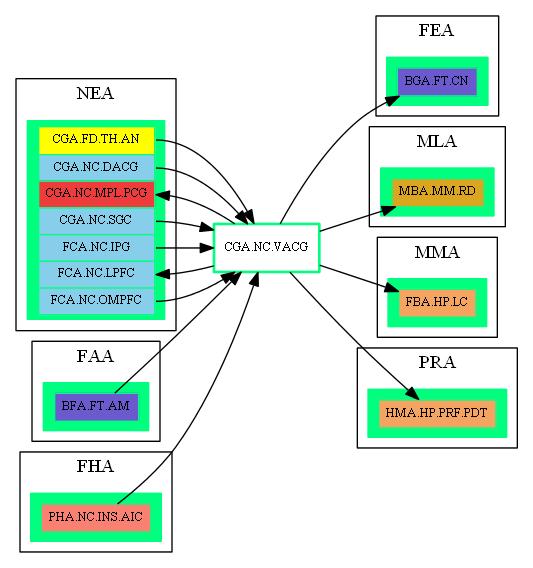 NEA
CGA.FD.TH.AN
CGA.NC.DACG
CGA.NC.MPL.PCG
CGA.NC.SGC
FCA.NC.IPG
FCA.NC.LPFC
FCA.NC.OMPFC
FAA
BFA.FT.AM
FHA
PHA.NC.INS.AIC
CGA.NC.VACG
FEA
BGA.FT.CN
MLA
MBA.MM.RD
MMA
FBA.HP.LC
PRA
HMA.HP.PRF.PDT